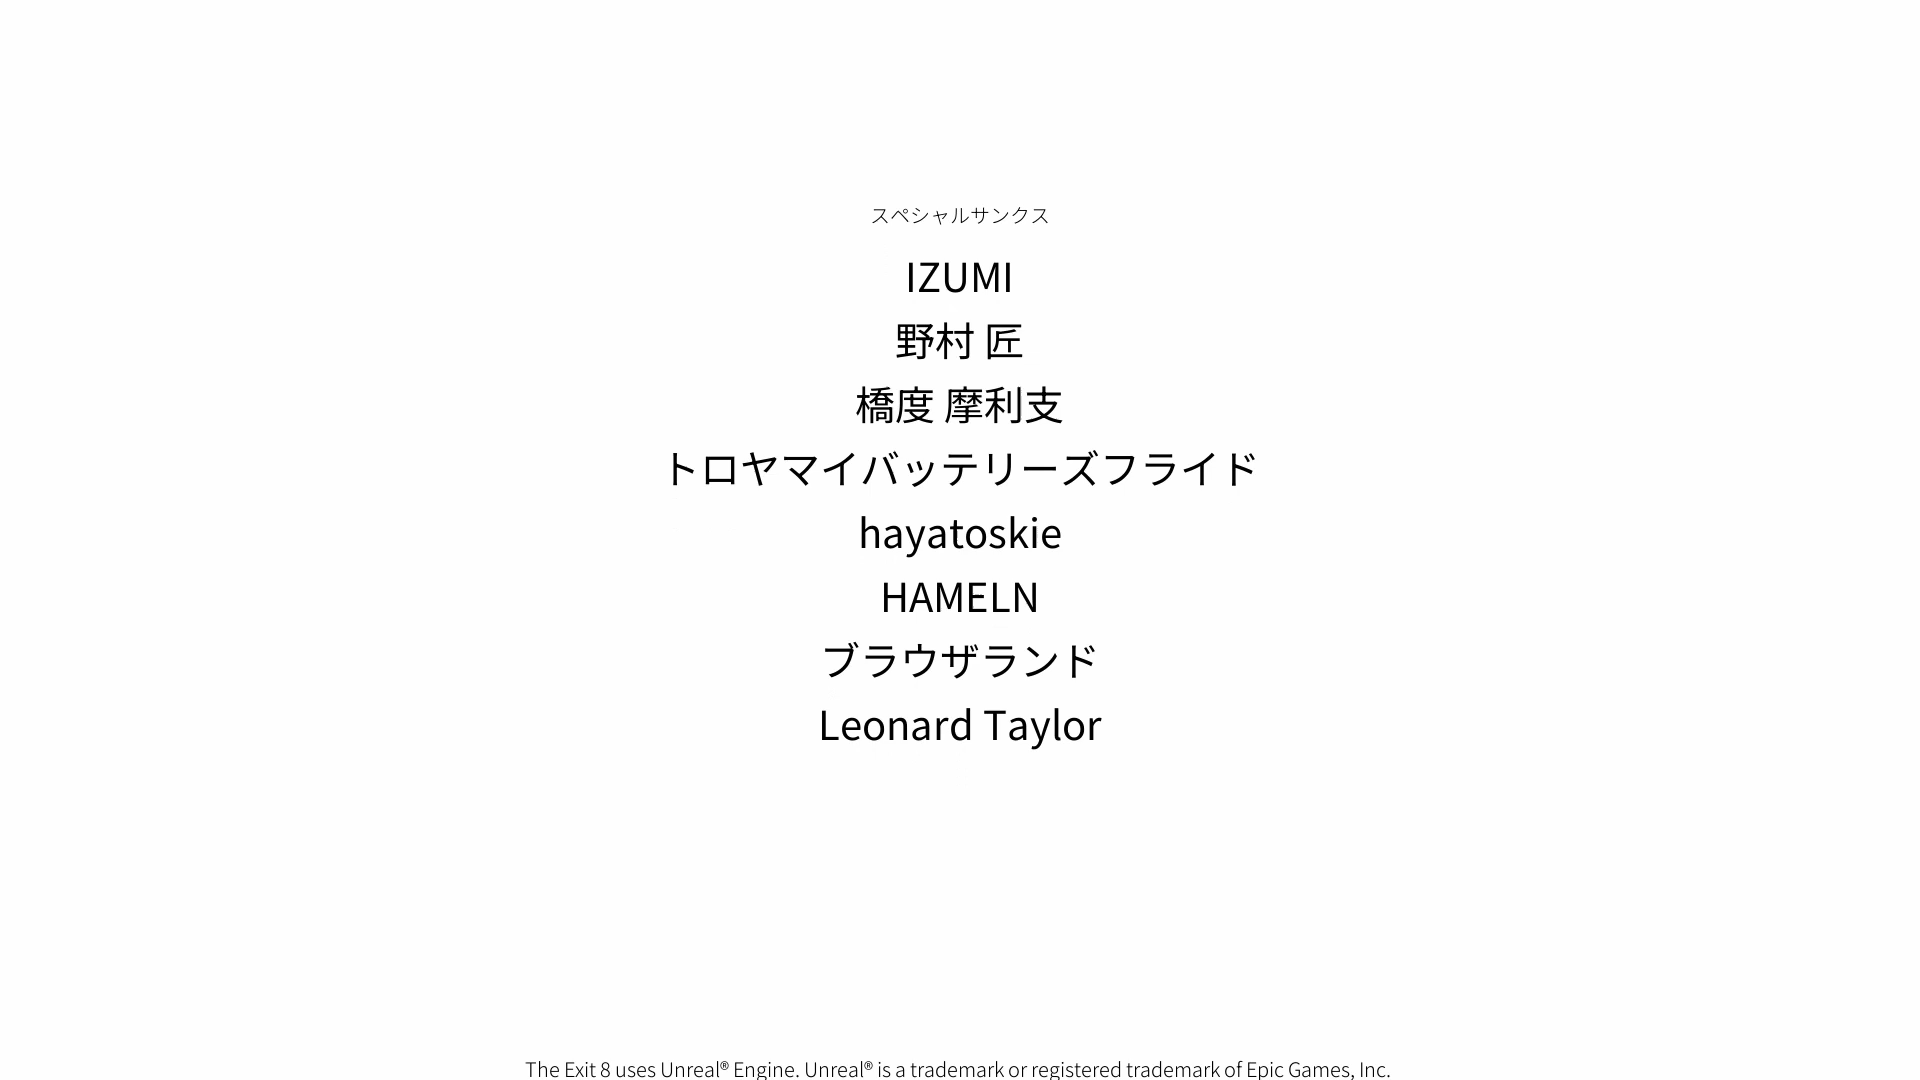 スペシャルサンクス
IZUMI
野村 匠
橋度 摩利支
トロヤマイバッテリーズフライド
hayatoskie
HAMELN
ブラウザランド
Leonard Taylor
The Exit 8 uses Unreal® Engine. Unreal® is a trademark or registered trademark of Epic Games, Inc.